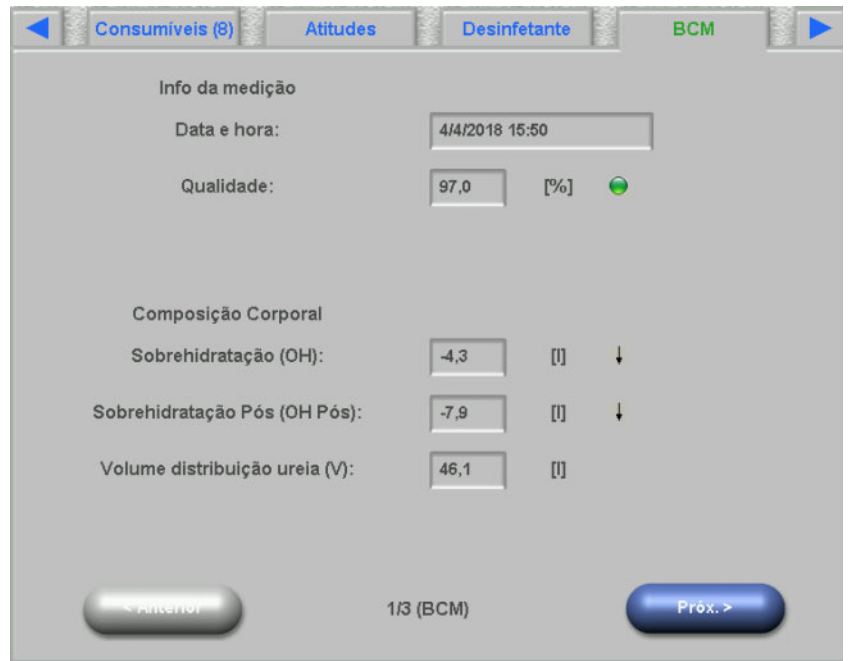 Consumíveis (8) Atitudes Desinfetante BCM
Info da medição
Data e hora: 4/4/2018 15:50
Qualidade: 97,0 [%]
Composição Corporal
Sobrehidratação (OH): -4,3 [l]
Sobrehidratação Pós (OH Pós): -7,9 [l]
Volume distribuição ureia (V): 46,1 [l]
< Anterior 1/3 (BCM) Próx. >